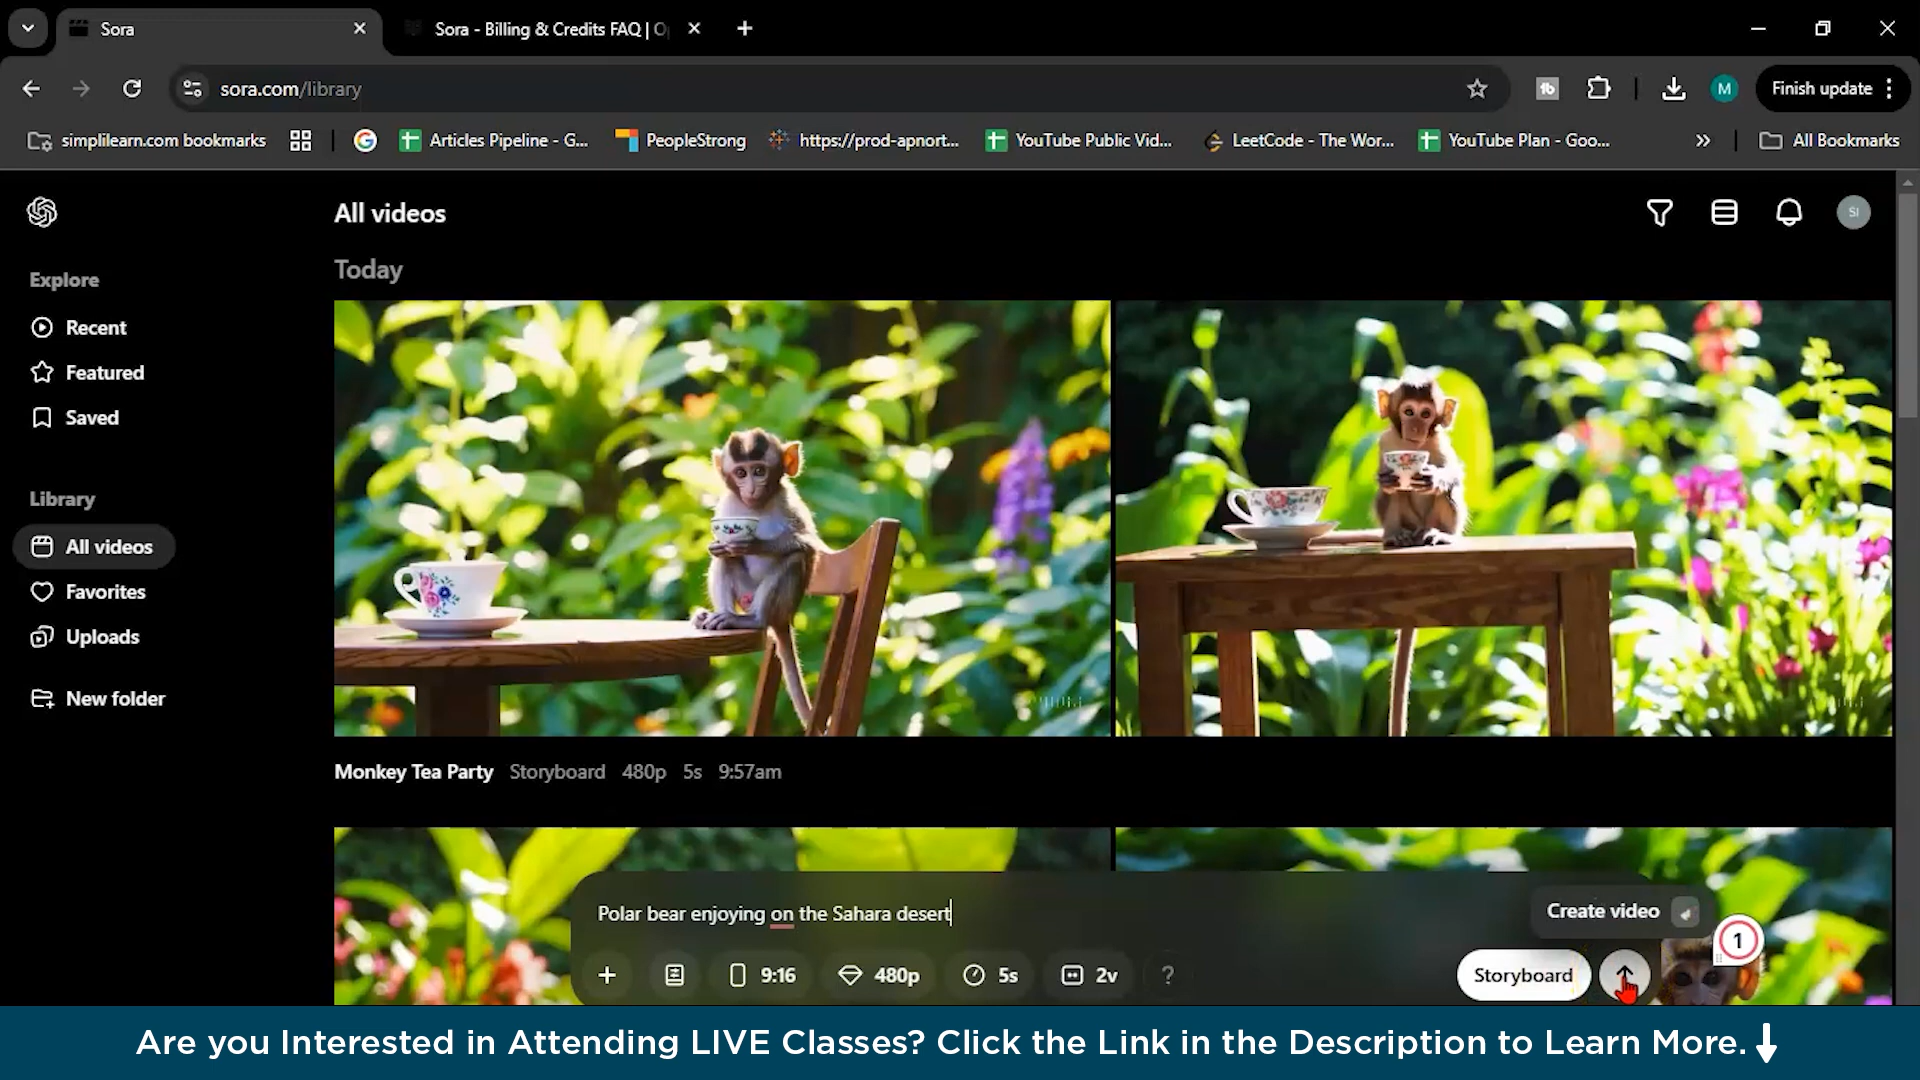 Sora
Sora - Billing & Credits FAQ | O
sora.com/library
M
Finish update
simplilearn.com bookmarks
Articles Pipeline - G...
PeopleStrong
https://prod-apnort...
YouTube Public Vid...
LeetCode - The Wor...
YouTube Plan - Goo...
All Bookmarks
All videos
SI
Today
Explore
Recent
Featured
Saved
Library
All videos
Favorites
Uploads
New folder
Monkey Tea Party Storyboard 480p 5s 9:57am
Polar bear enjoying on the Sahara desert
Create video
1
9:16 480p 5s 2v ?
Storyboard
Are you Interested in Attending LIVE Classes? Click the Link in the Description to Learn More.